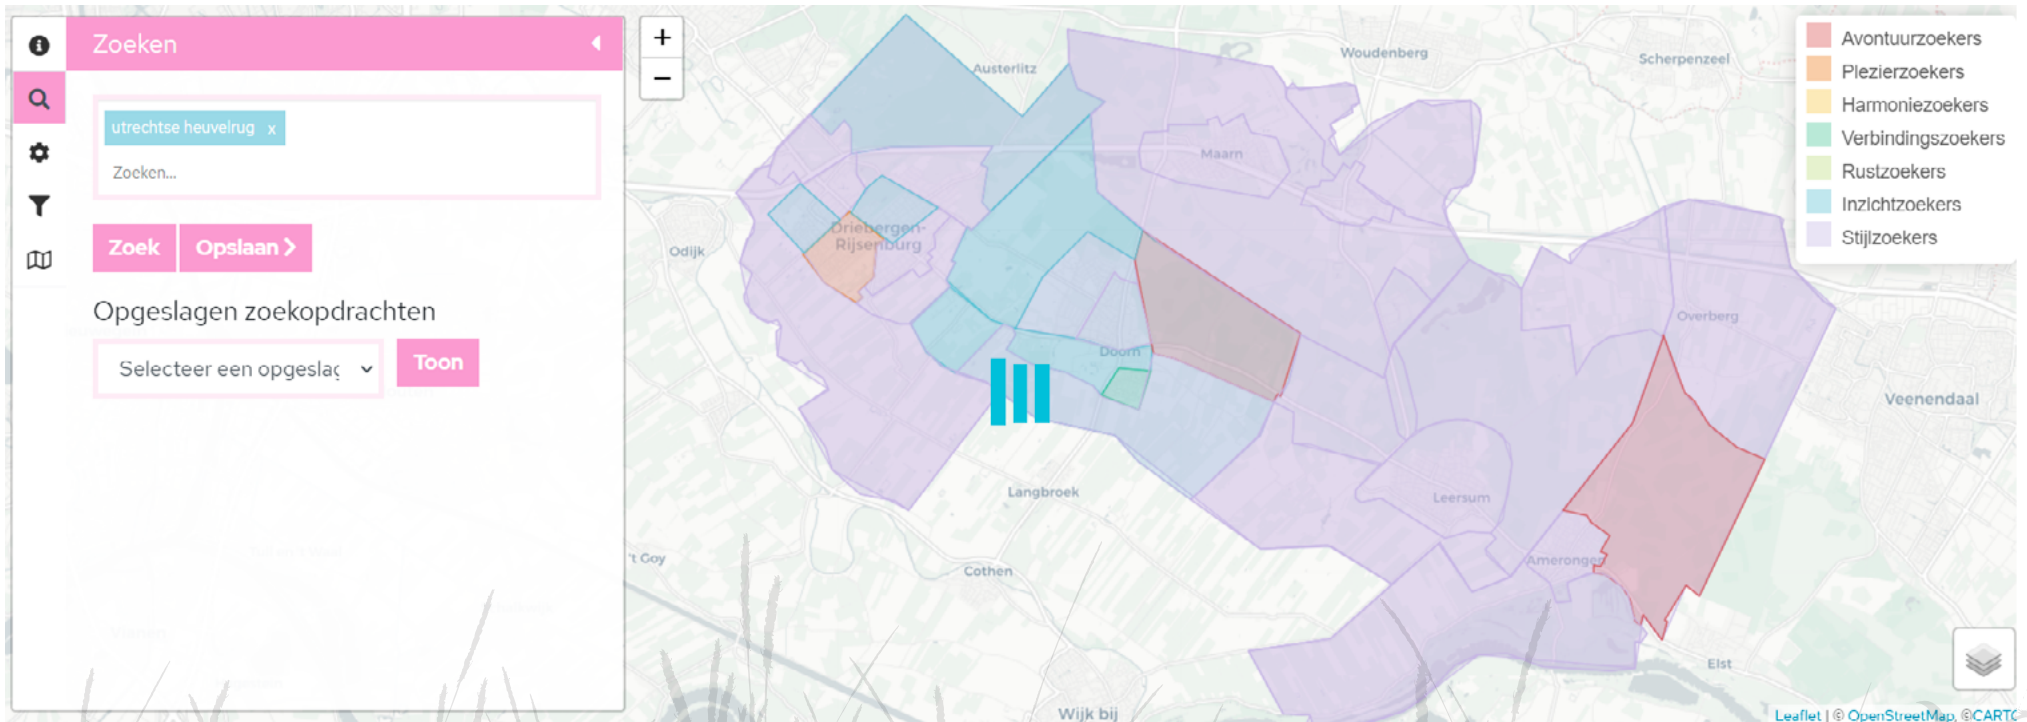 Zoeken
utrechtse heuvelrug x
Zoeken...
Zoek
Opslaan
Opgeslagen zoekopdrachten
Selecteer een opgeslag
Toon
+
−
Austerlitz
Woudenberg
Scherpenzeel
Maarn
Odijk
Driebergen-
Rijsenburg
Overberg
Doorn
Veenendaal
Langbroek
Leersum
't Goy
Cothen
Amerongen
Elst
Wijk bij
Avontuurzoekers
Plezierzoekers
Harmoniezoekers
Verbindingszoekers
Rustzoekers
Inzichtzoekers
Stijlzoekers
Leaflet | © OpenStreetMap, ©CARTO